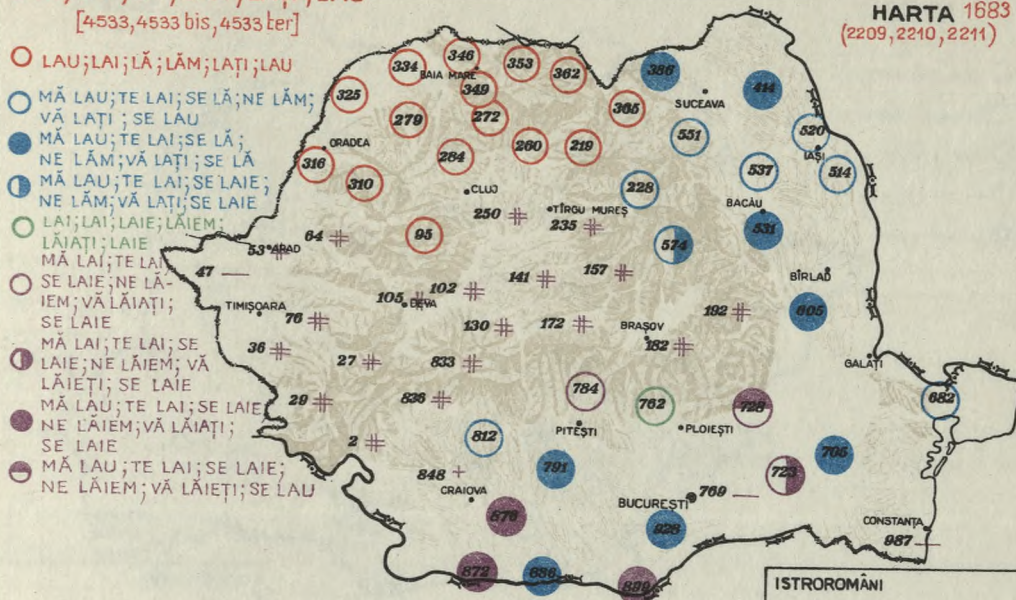 [4533,4533 bis,4533 ter]
HARTA 1683
(2209,2210,2211)
LAU;LAI;LĂ,LĂM;LAȚI;LAU
MĂ LAU;TE LAI;SE LĂ;NE LĂM;
VĂ LAȚI;SE LAU
MĂ LAU;TE LAI;SE LĂ;
NE LĂM;VĂ LAȚI;SE LĂ
MĂ LAU;TE LAI;SE LAIE;
NE LĂM;VĂ LAȚI;SE LAIE
LAI;LAI;LAIE;LĂIEM;
LĂIAȚI;LAIE
MĂ LAI;TE LAI
SE LAIE;NE LĂ-
IEM;VĂ LĂIAȚI;
SE LAIE
MĂ LAI;TE LAI;SE
LAIE;NE LĂIEM;VĂ
LĂIEȚI;SE LAIE
MĂ LAU;TE LAI;SE LAIE
NE LĂIEM;VĂ LĂIAȚI;
SE LAIE
MĂ LAU;TE LAI;SE LAIE;
NE LĂIEM;VĂ LĂIEȚI;SE LAU
334
346
353
362
386
414
BAIA MARE
349
325
365
SUCEAVA
279
272
551
520
ORADEA
IAȘI
316
284
260
219
310
CLUJ
228
537
514
250
TÎRGU MUREȘ
BACĂU
235
95
64
531
53
ARAD
574
47
141
157
BÎRLAD
105
DEVA
102
TIMIȘOARA
76
130
172
BRAȘOV
192
605
36
27
833
182
GALAȚI
29
836
784
762
728
682
2
812
PITEȘTI
PLOIEȘTI
848
791
705
723
CRAIOVA
BUCUREȘTI
769
876
928
CONSTANȚA
987
872
886
899
ISTROROMÂNI